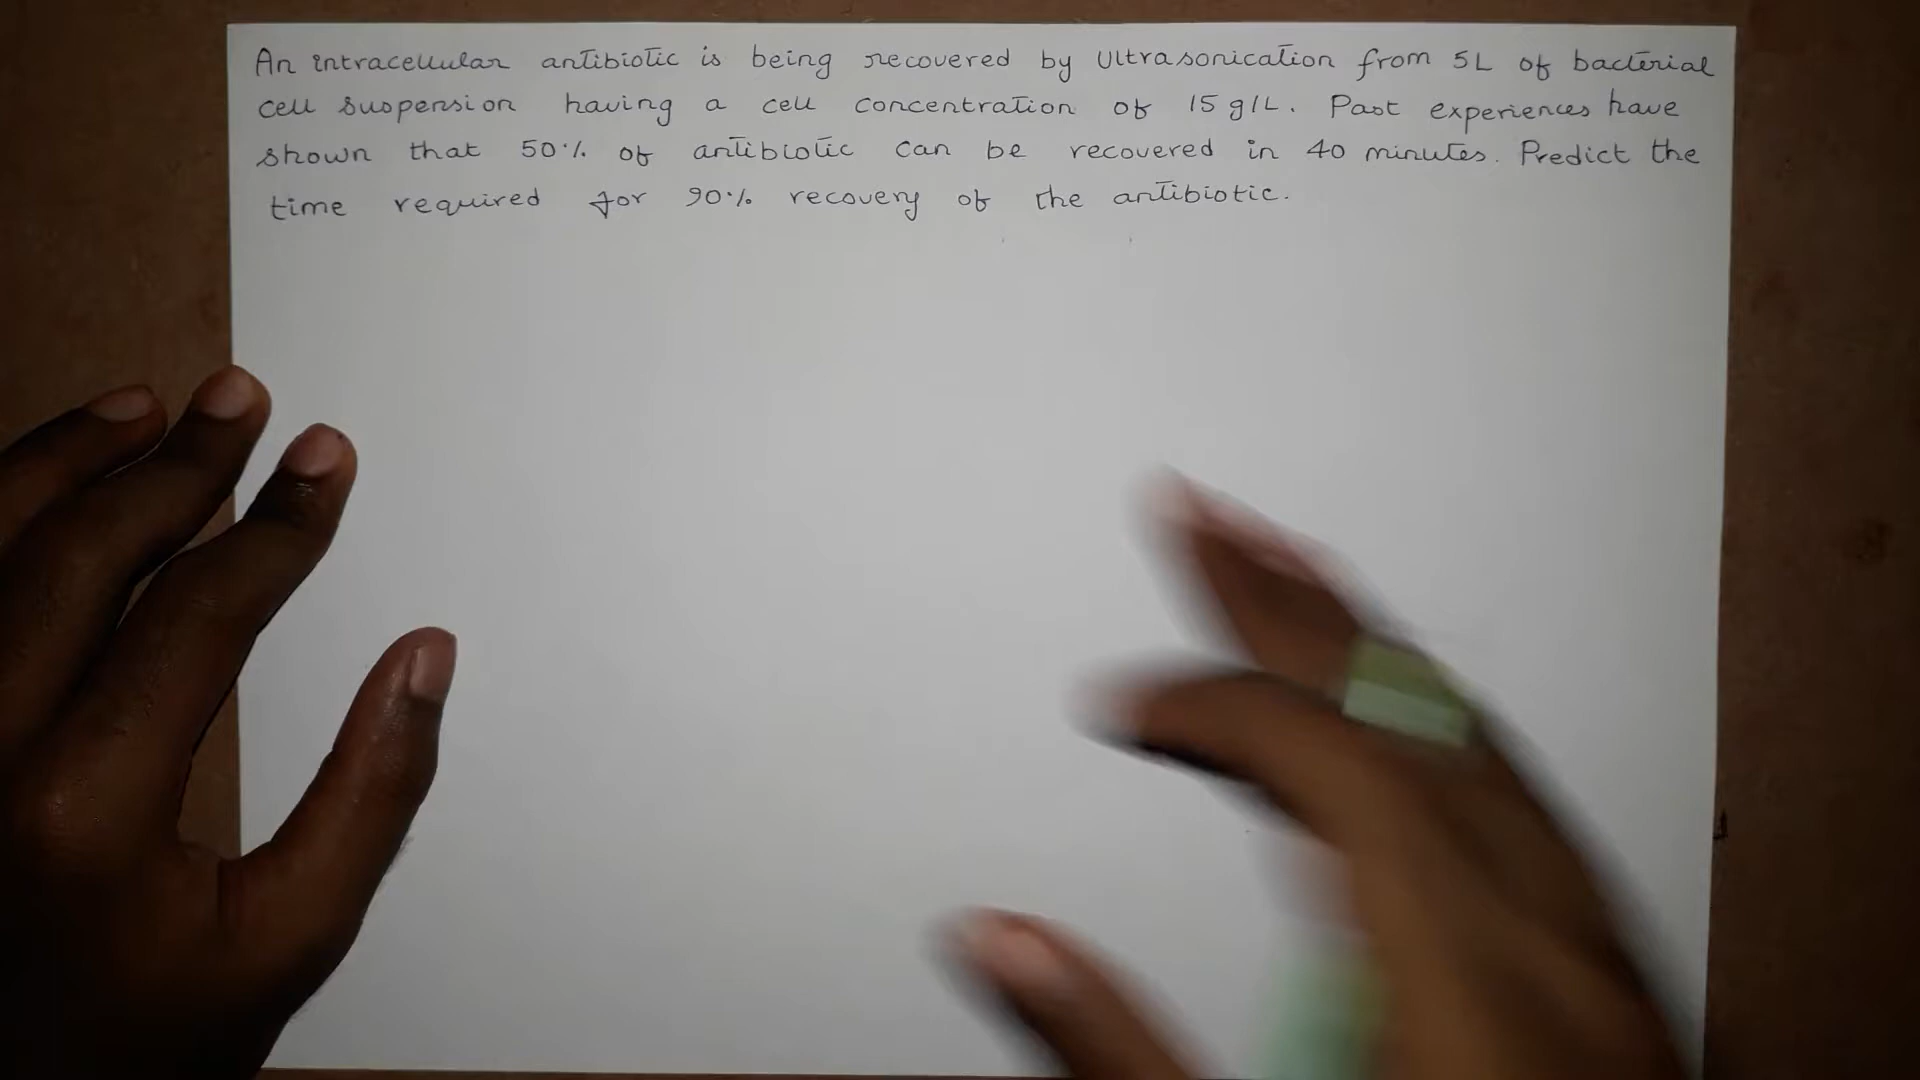 An intracellular antibiotic is being recovered by Ultrasonication from 5L of bacterial
cell suspension having a cell concentration of 15 g/L. Past experiences have
shown that 50% of antibiotic can be recovered in 40 minutes. Predict the
time required for 90% recovery of the antibiotic.